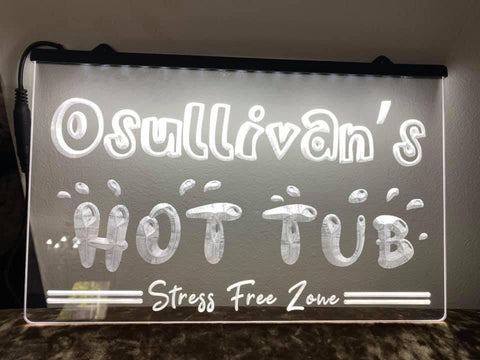 Osullivan's
HOT TUB
Stress Free Zone